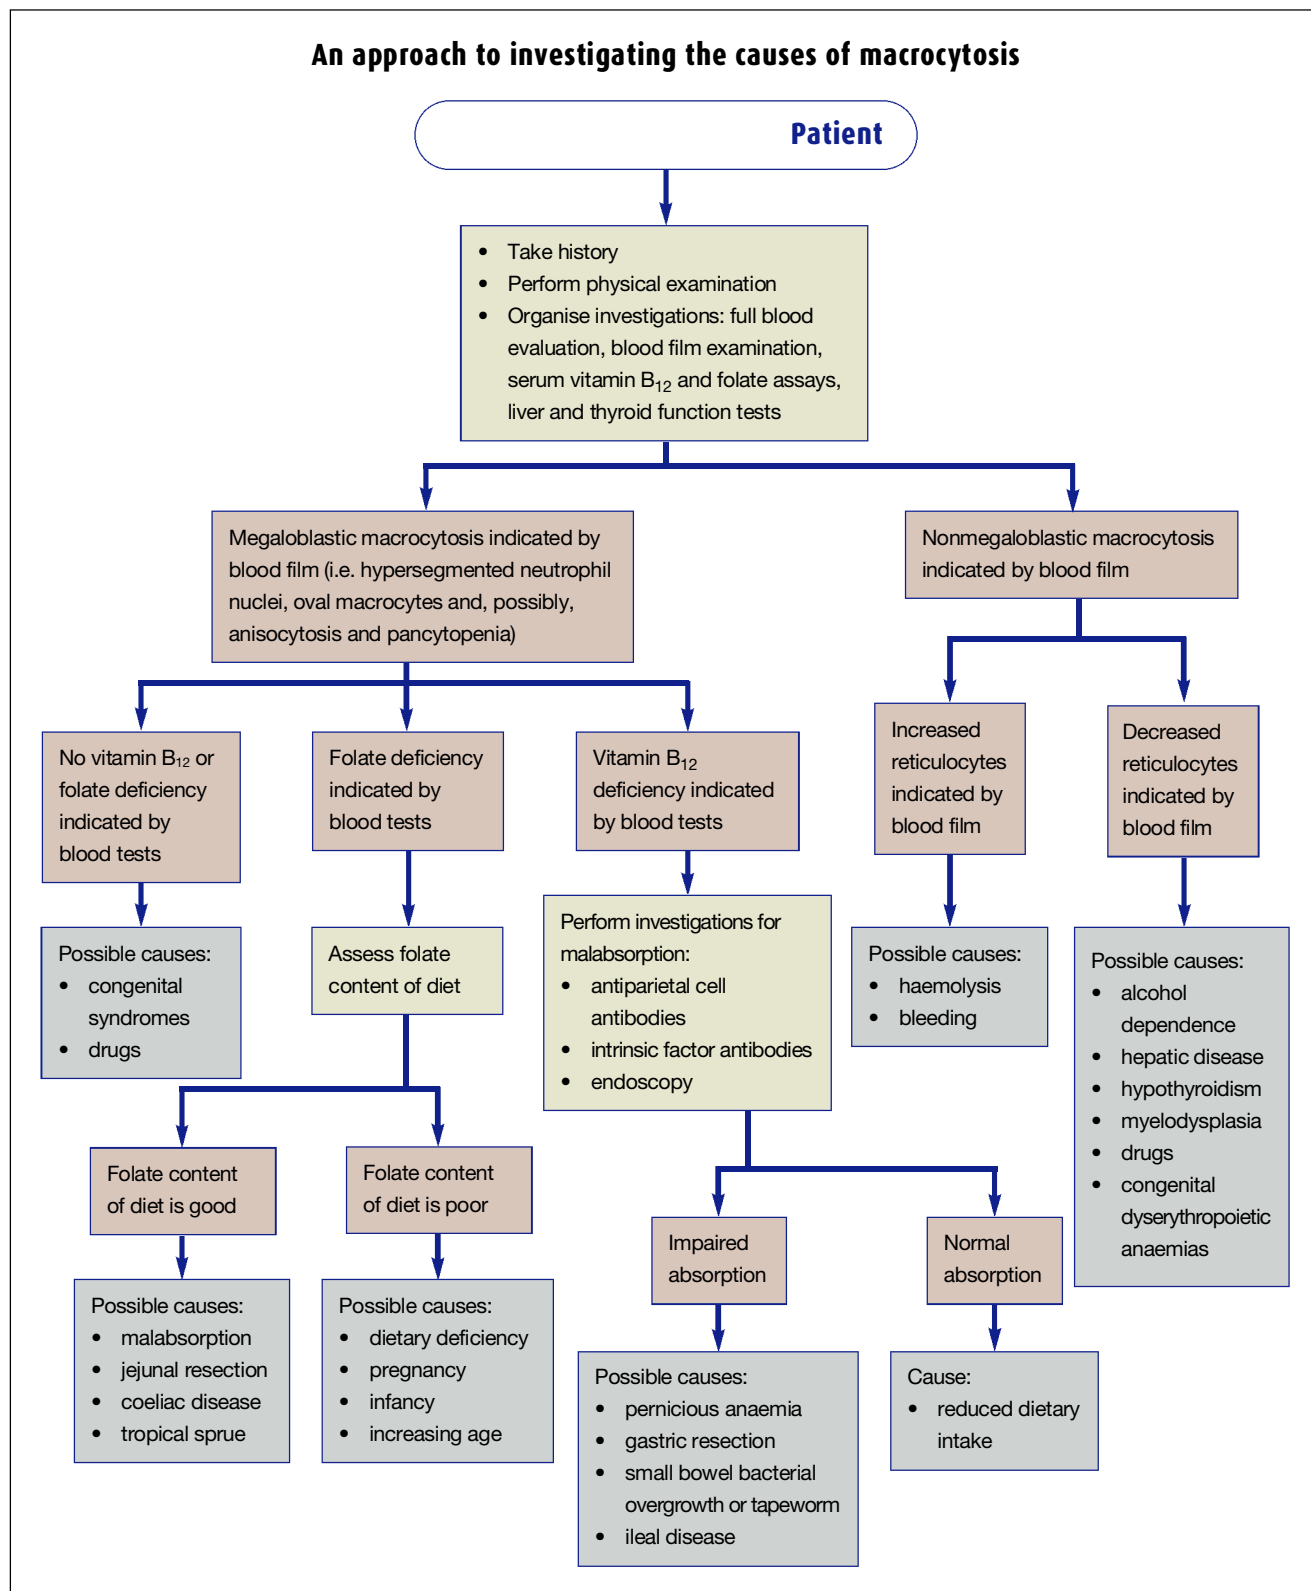 An approach to investigating the causes of macrocytosis
Patient
• Take history
• Perform physical examination
• Organise investigations: full blood
evaluation, blood film examination,
serum vitamin B12 and folate assays,
liver and thyroid function tests
Megaloblastic macrocytosis indicated by
blood film (i.e. hypersegmented neutrophil
nuclei, oval macrocytes and, possibly,
anisocytosis and pancytopenia)
Nonmegaloblastic macrocytosis
indicated by blood film
No vitamin B12 or
folate deficiency
indicated by
blood tests
Folate deficiency
indicated by
blood tests
Vitamin B12
deficiency indicated
by blood tests
Increased
reticulocytes
indicated by
blood film
Decreased
reticulocytes
indicated by
blood film
Possible causes:
• congenital
syndromes
• drugs
Assess folate
content of diet
Perform investigations for
malabsorption:
• antiparietal cell
antibodies
• intrinsic factor antibodies
• endoscopy
Possible causes:
• haemolysis
• bleeding
Possible causes:
• alcohol
dependence
• hepatic disease
• hypothyroidism
• myelodysplasia
• drugs
• congenital
dyserythropoietic
anaemias
Folate content
of diet is good
Folate content
of diet is poor
Impaired
absorption
Normal
absorption
Possible causes:
• malabsorption
• jejunal resection
• coeliac disease
• tropical sprue
Possible causes:
• dietary deficiency
• pregnancy
• infancy
• increasing age
Possible causes:
• pernicious anaemia
• gastric resection
• small bowel bacterial
overgrowth or tapeworm
• ileal disease
Cause:
• reduced dietary
intake